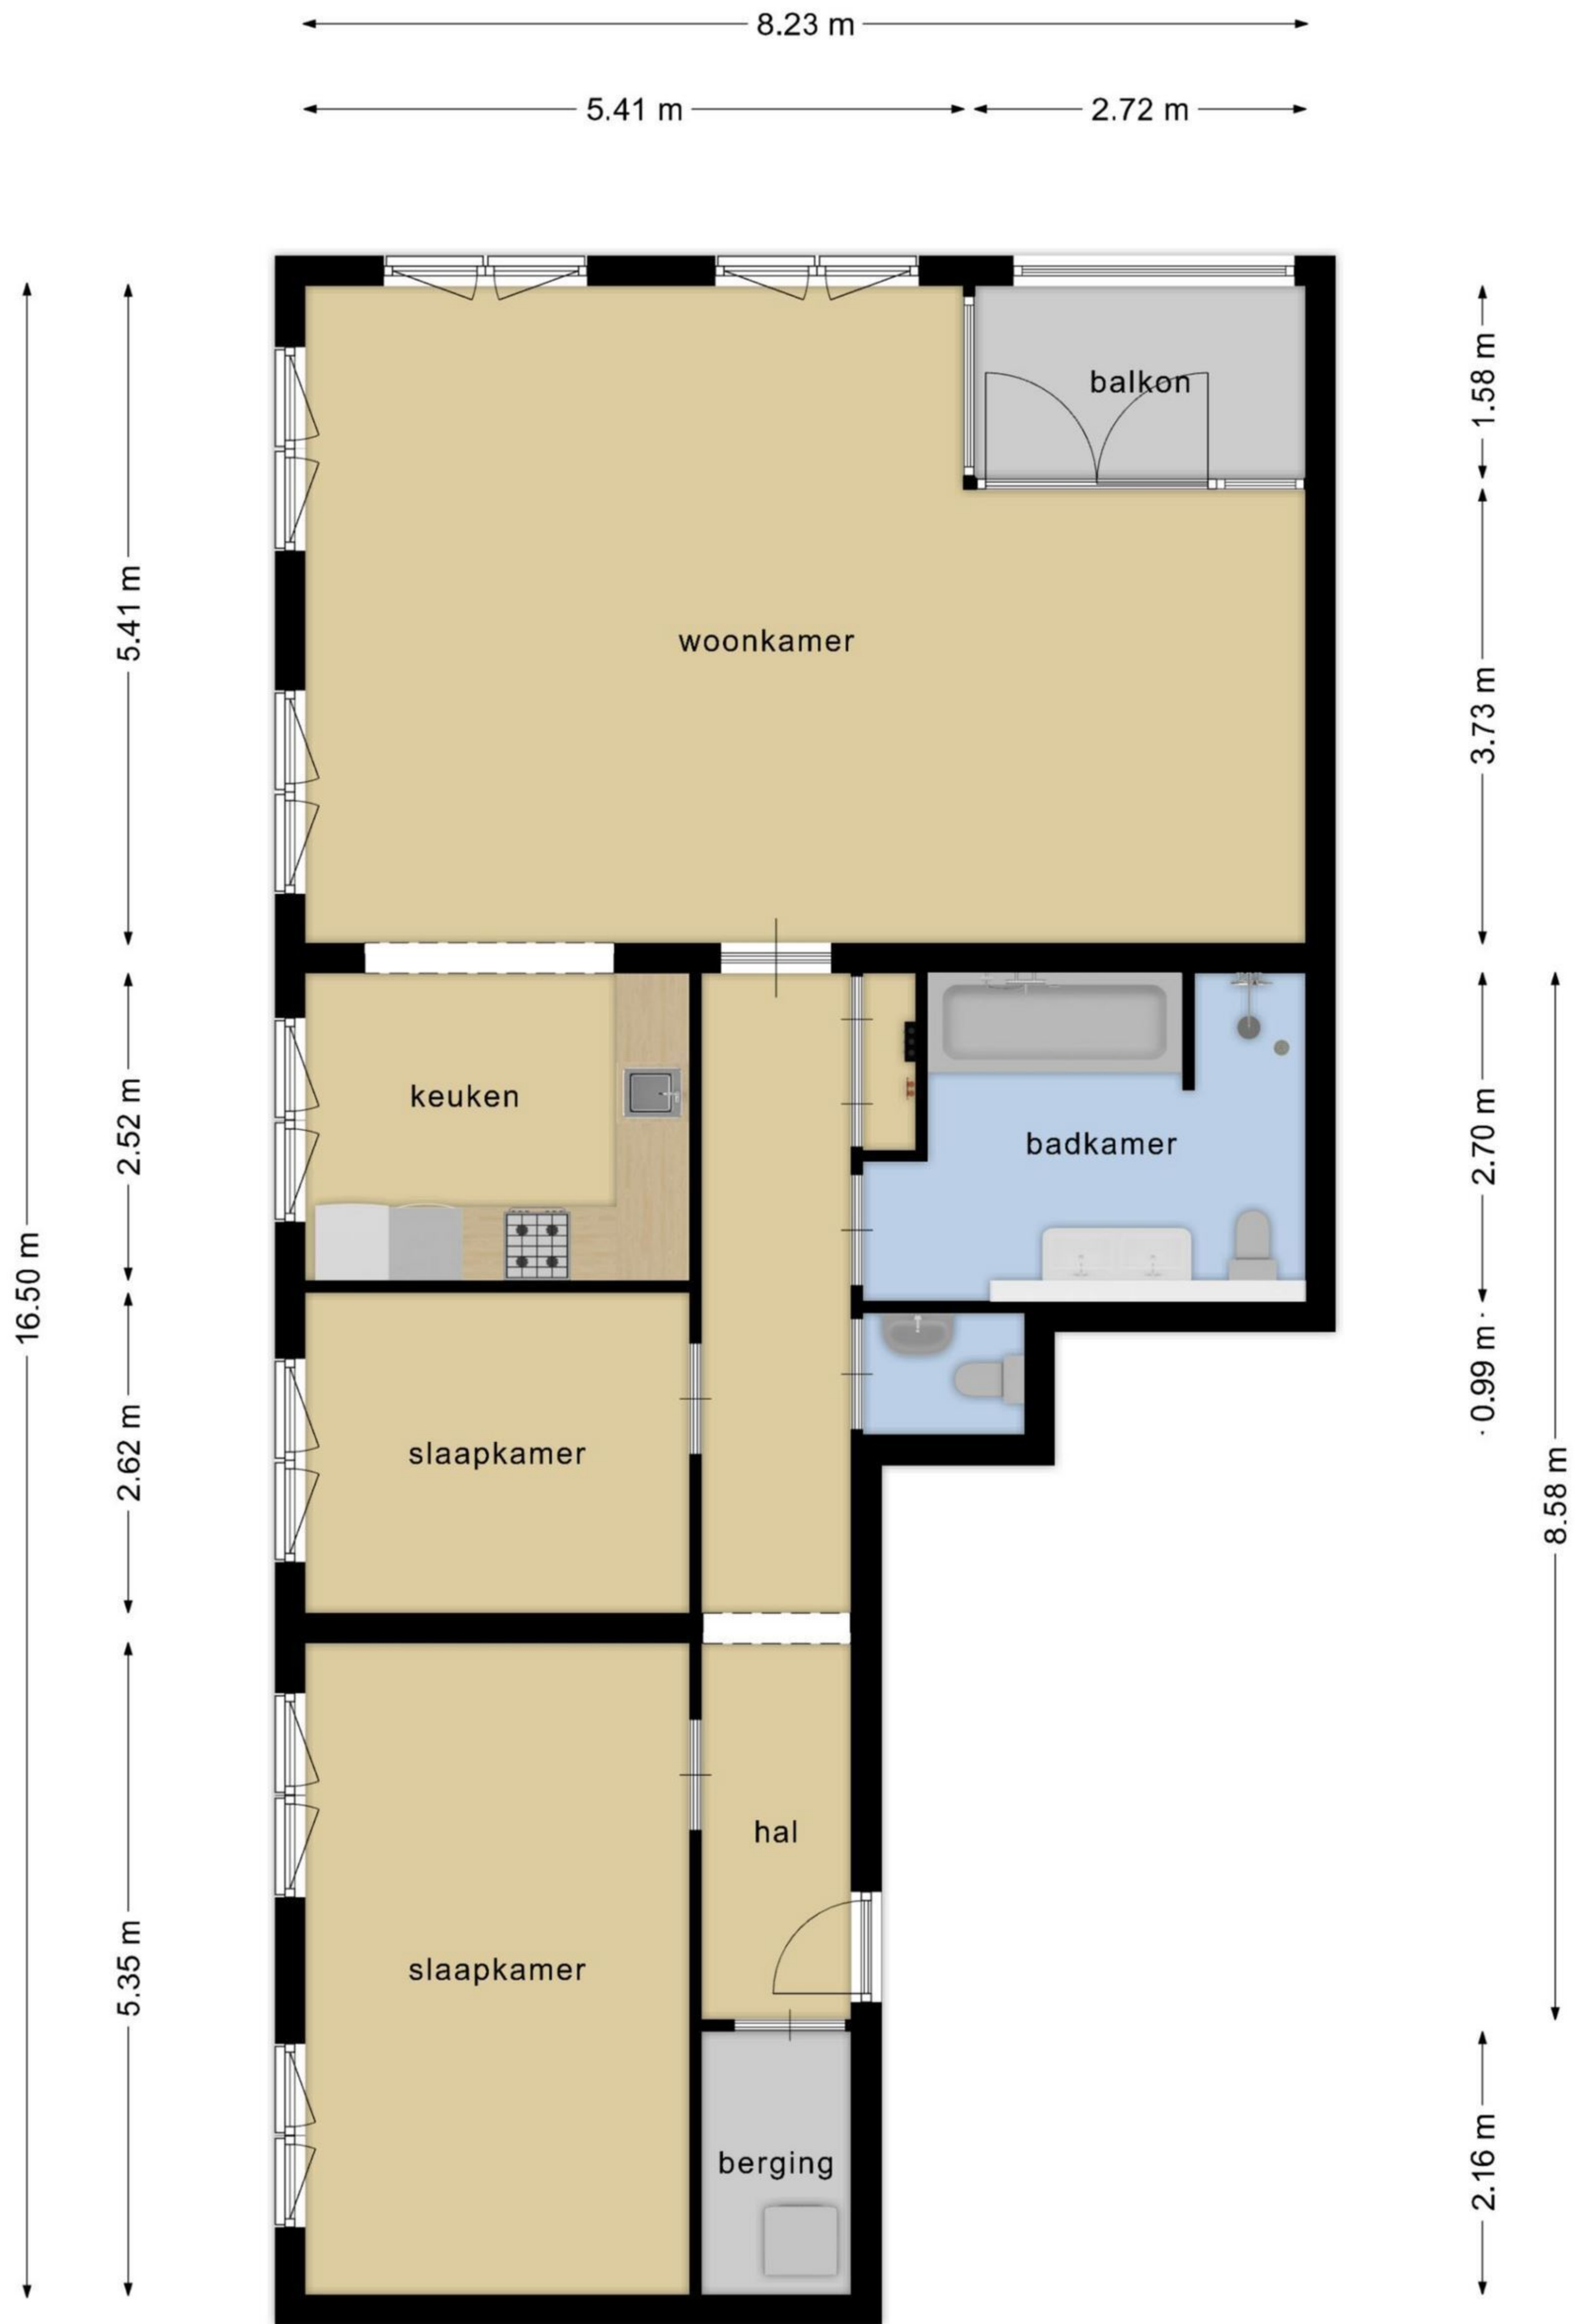 8.23 m
5.41 m
2.72 m
balkon
1.58 m
5.41 m
woonkamer
3.73 m
keuken
2.52 m
badkamer
2.70 m
16.50 m
0.99 m
slaapkamer
2.62 m
8.58 m
hal
slaapkamer
5.35 m
berging
2.16 m